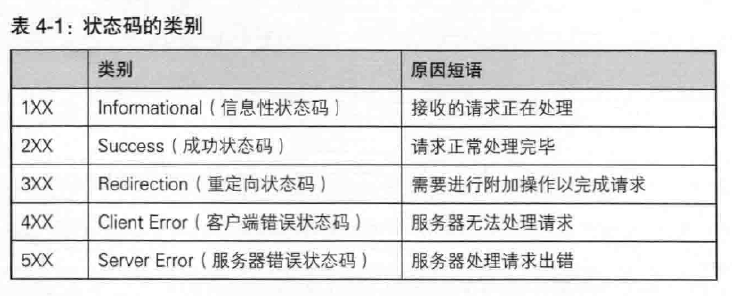 表 4-1：状态码的类别
类别 原因短语
1XX Informational（信息性状态码） 接收的请求正在处理
2XX Success（成功状态码） 请求正常处理完毕
3XX Redirection（重定向状态码） 需要进行附加操作以完成请求
4XX Client Error（客户端错误状态码） 服务器无法处理请求
5XX Server Error（服务器错误状态码） 服务器处理请求出错